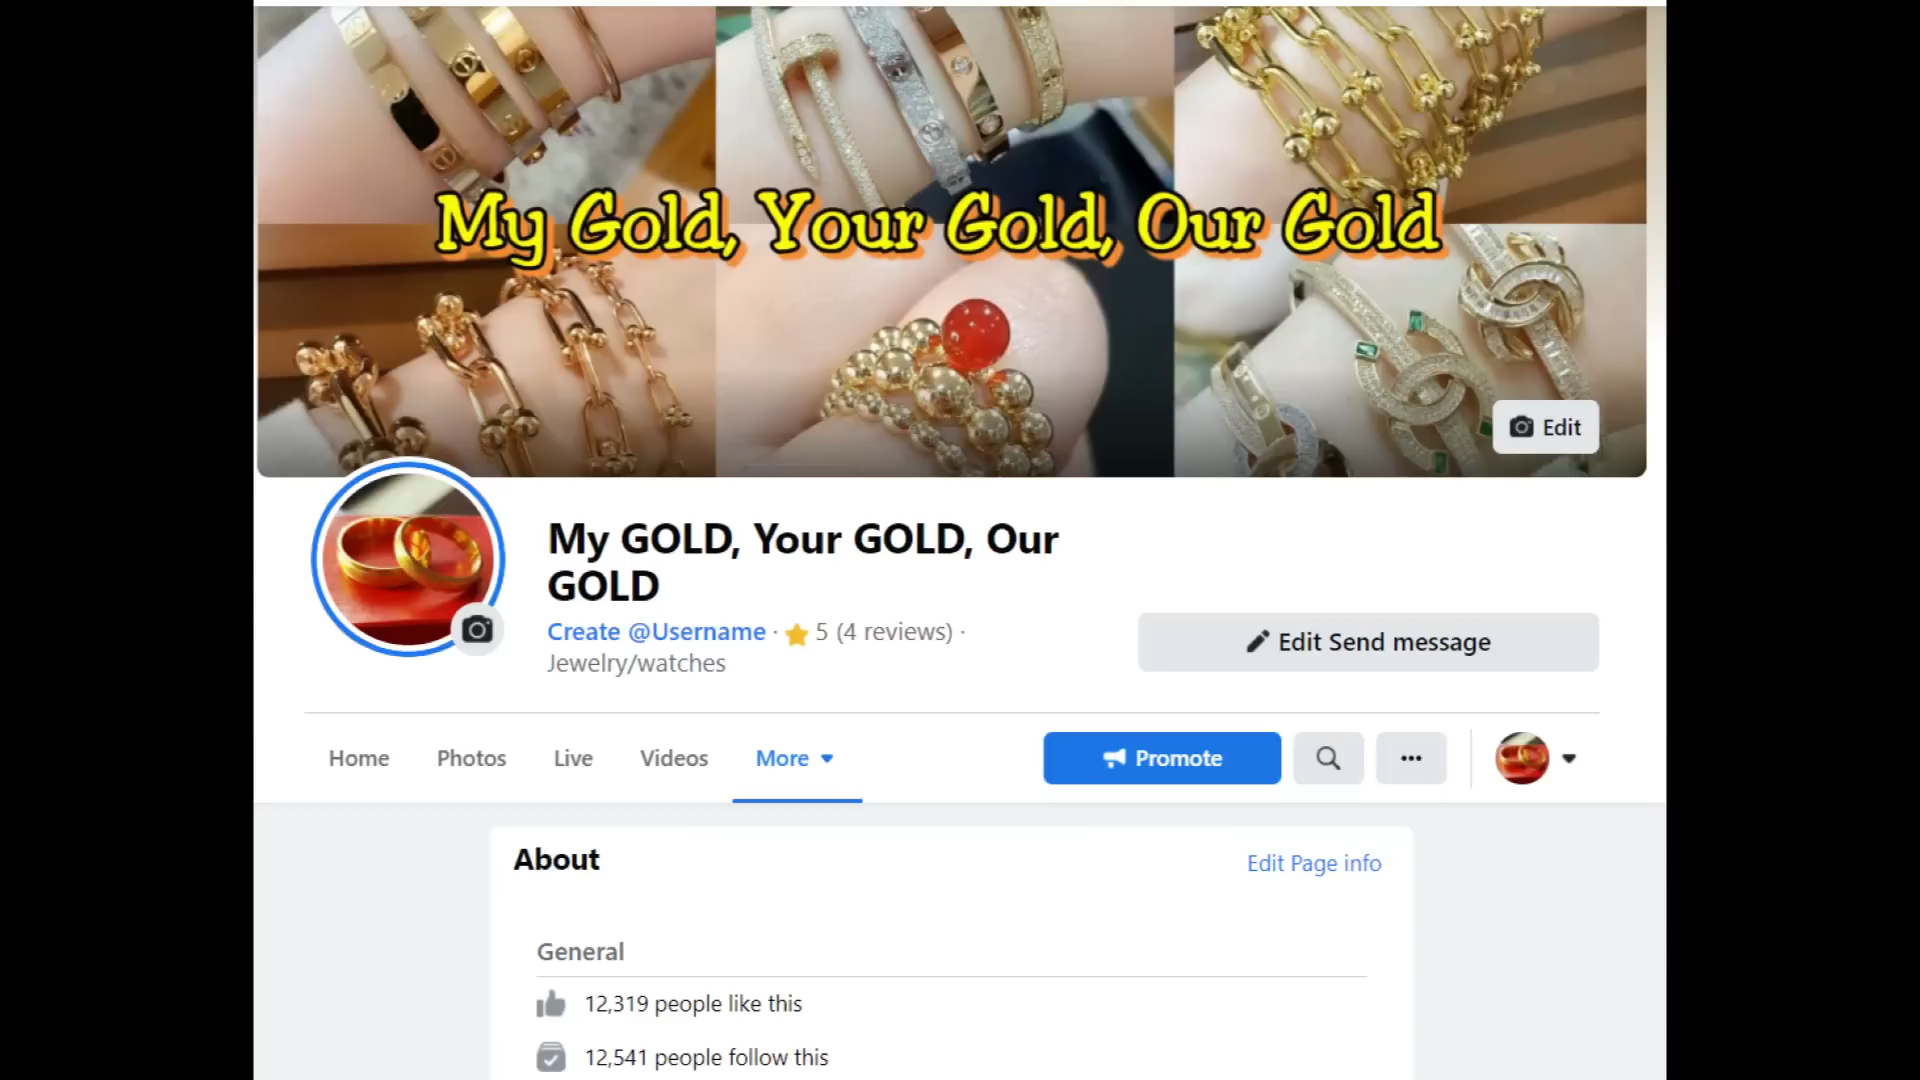 My Gold, Your Gold, Our Gold
Edit
My GOLD, Your GOLD, Our
GOLD
Create @Username · 5 (4 reviews) ·
Jewelry/watches
Edit Send message
Home Photos Live Videos More
Promote
About
Edit Page info
General
12,319 people like this
12,541 people follow this